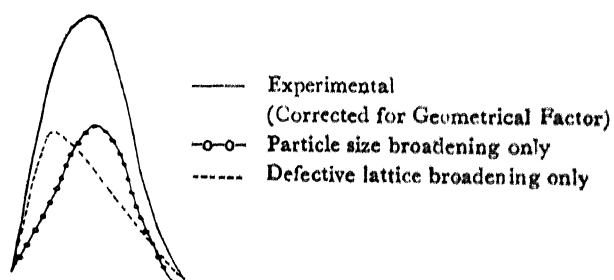 Experimental
(Corrected for Geometrical Factor)
Particle size broadening only
Defective lattice broadening only